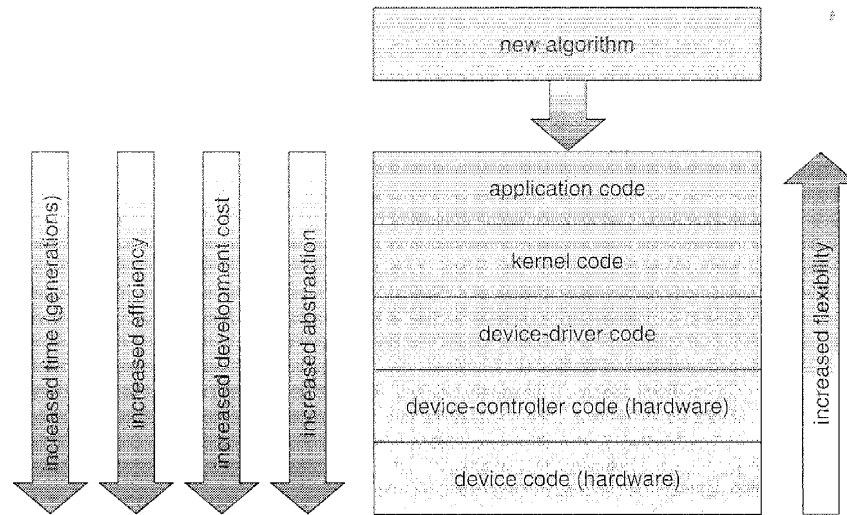 new algorithm
application code
kernel code
device-driver code
device-controller code (hardware)
device code (hardware)
increased time (generations)
increased efficiency
increased development cost
increased abstraction
increased flexibility